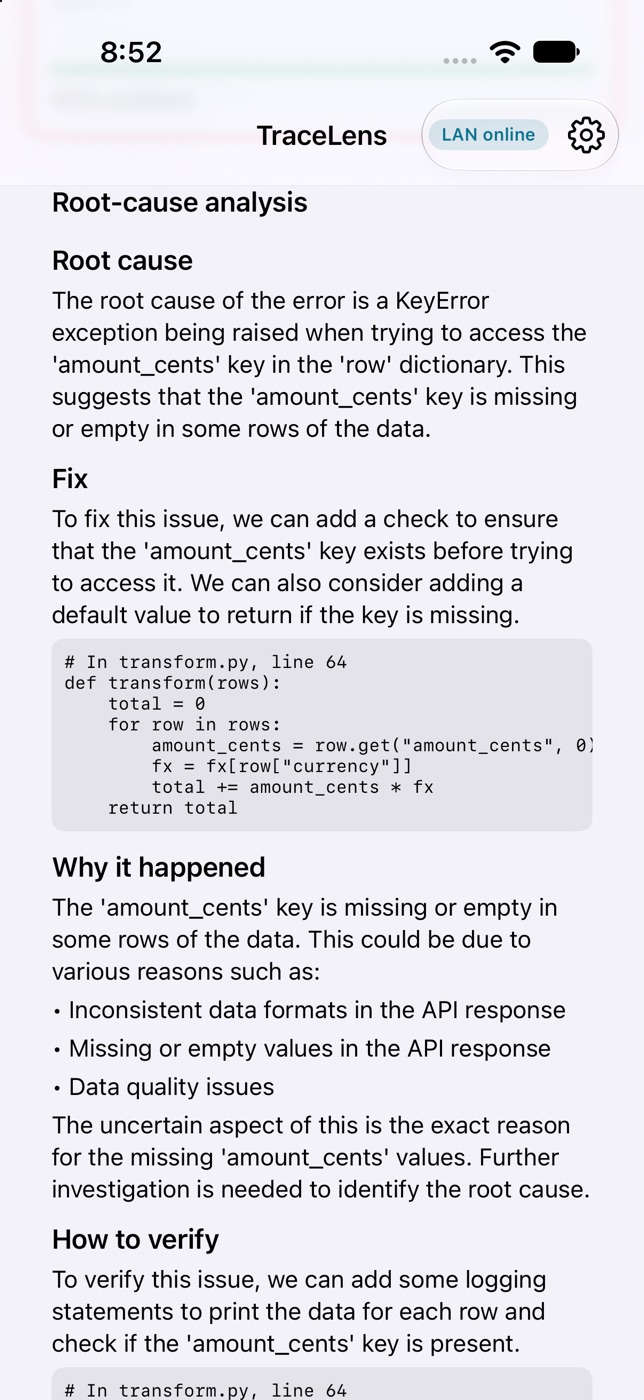 8:52
TraceLens
LAN online
Root-cause analysis
Root cause
The root cause of the error is a KeyError
exception being raised when trying to access the
'amount_cents' key in the 'row' dictionary. This
suggests that the 'amount_cents' key is missing
or empty in some rows of the data.
Fix
To fix this issue, we can add a check to ensure
that the 'amount_cents' key exists before trying
to access it. We can also consider adding a
default value to return if the key is missing.
# In transform.py, line 64
def transform(rows):
    total = 0
    for row in rows:
        amount_cents = row.get("amount_cents", 0)
        fx = fx[row["currency"]]
        total += amount_cents * fx
    return total
Why it happened
The 'amount_cents' key is missing or empty in
some rows of the data. This could be due to
various reasons such as:
• Inconsistent data formats in the API response
• Missing or empty values in the API response
• Data quality issues
The uncertain aspect of this is the exact reason
for the missing 'amount_cents' values. Further
investigation is needed to identify the root cause.
How to verify
To verify this issue, we can add some logging
statements to print the data for each row and
check if the 'amount_cents' key is present.
# In transform.py, line 64